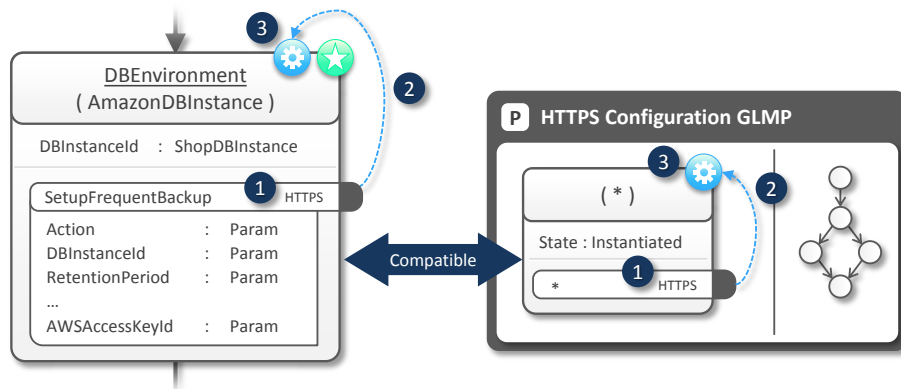 3
DBEnvironment
( AmazonDBInstance )
2
DBInstanceId : ShopDBInstance
SetupFrequentBackup 1 HTTPS
Action : Param
DBInstanceId : Param
RetentionPeriod : Param
...
AWSAccessKeyId : Param
Compatible
P HTTPS Configuration GLMP
3
( * )
2
State : Instantiated
1
* HTTPS